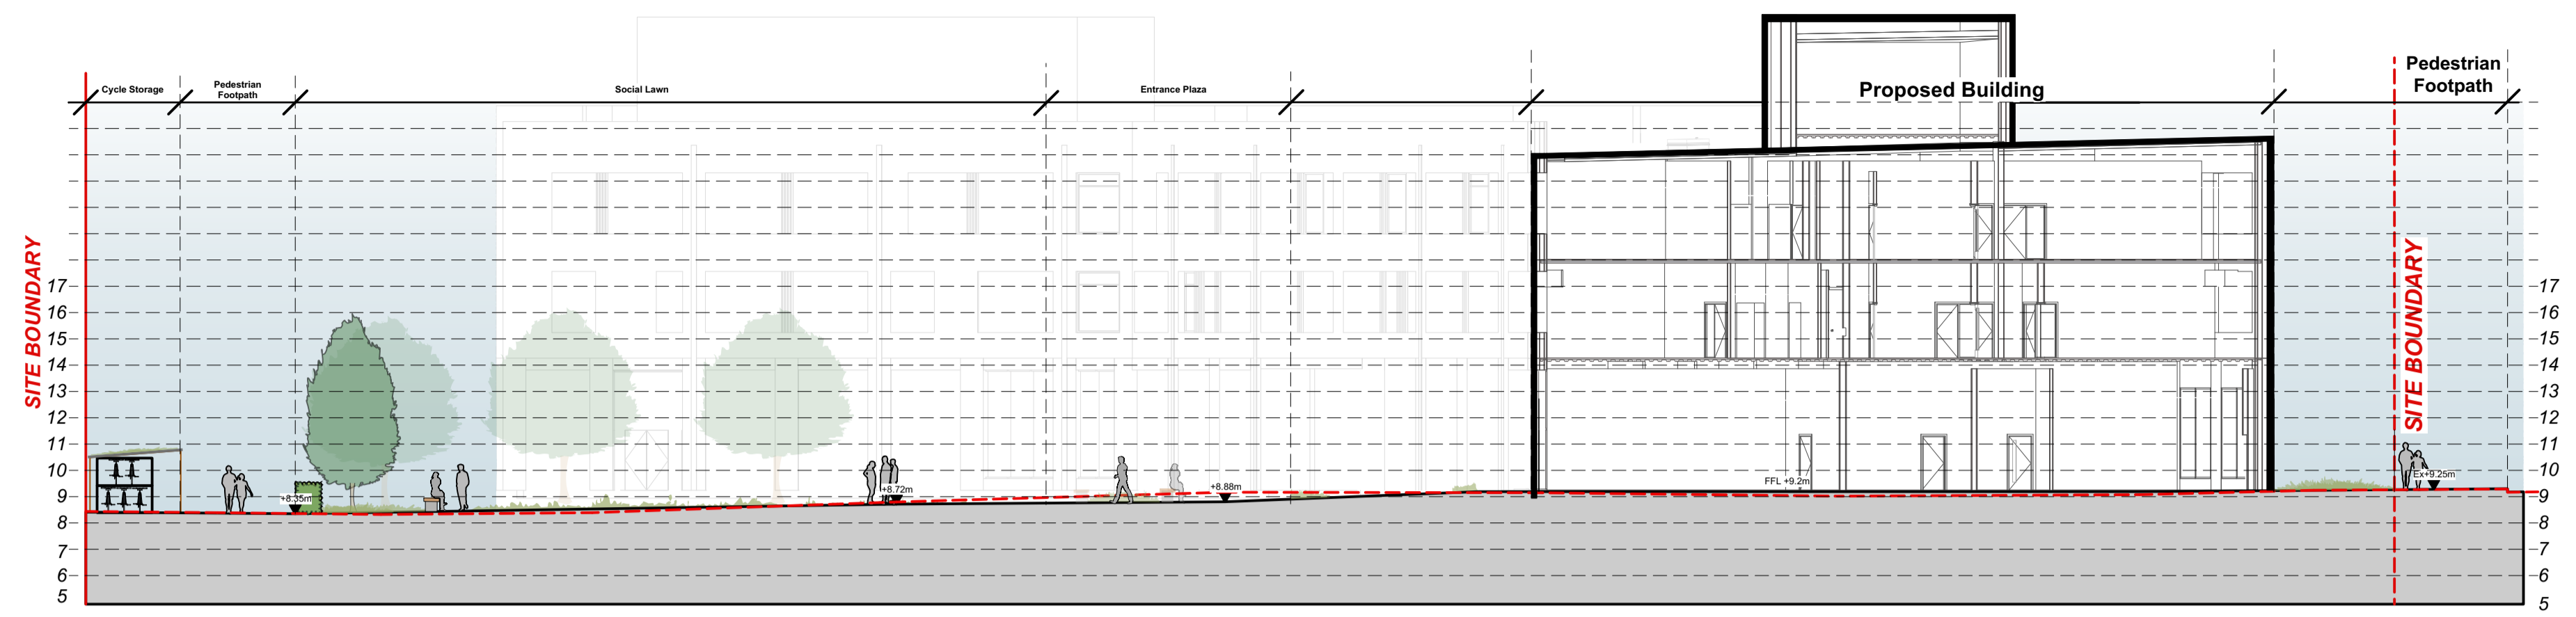 Cycle Storage
Pedestrian
Footpath
Social Lawn
Entrance Plaza
Proposed Building
Pedestrian
Footpath
SITE BOUNDARY
SITE BOUNDARY
17
16
15
14
13
12
11
10
9
8
7
6
5
+8.35m
+8.72m
+8.88m
FFL +9.2m
Ex+9.25m
17
16
15
14
13
12
11
10
9
8
7
6
5